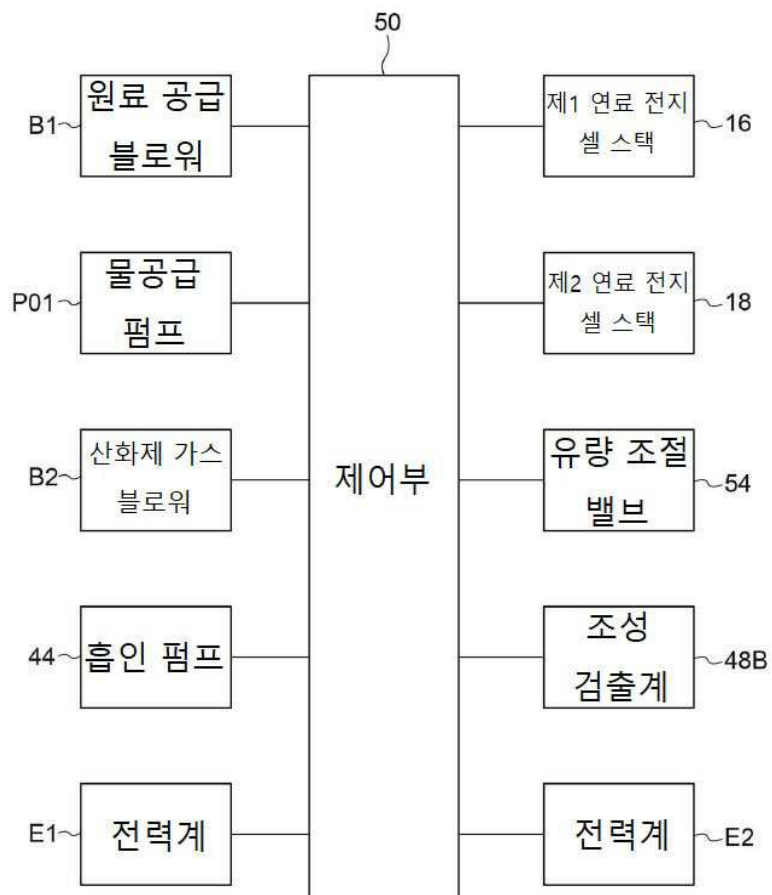 50
B1
원료 공급
블로워
제1 연료 전지
셀 스택
16
P01
물공급
펌프
제2 연료 전지
셀 스택
18
B2
산화제 가스
블로워
제어부
유량 조절
밸브
54
44
흡인 펌프
조성
검출계
48B
E1
전력계
전력계
E2